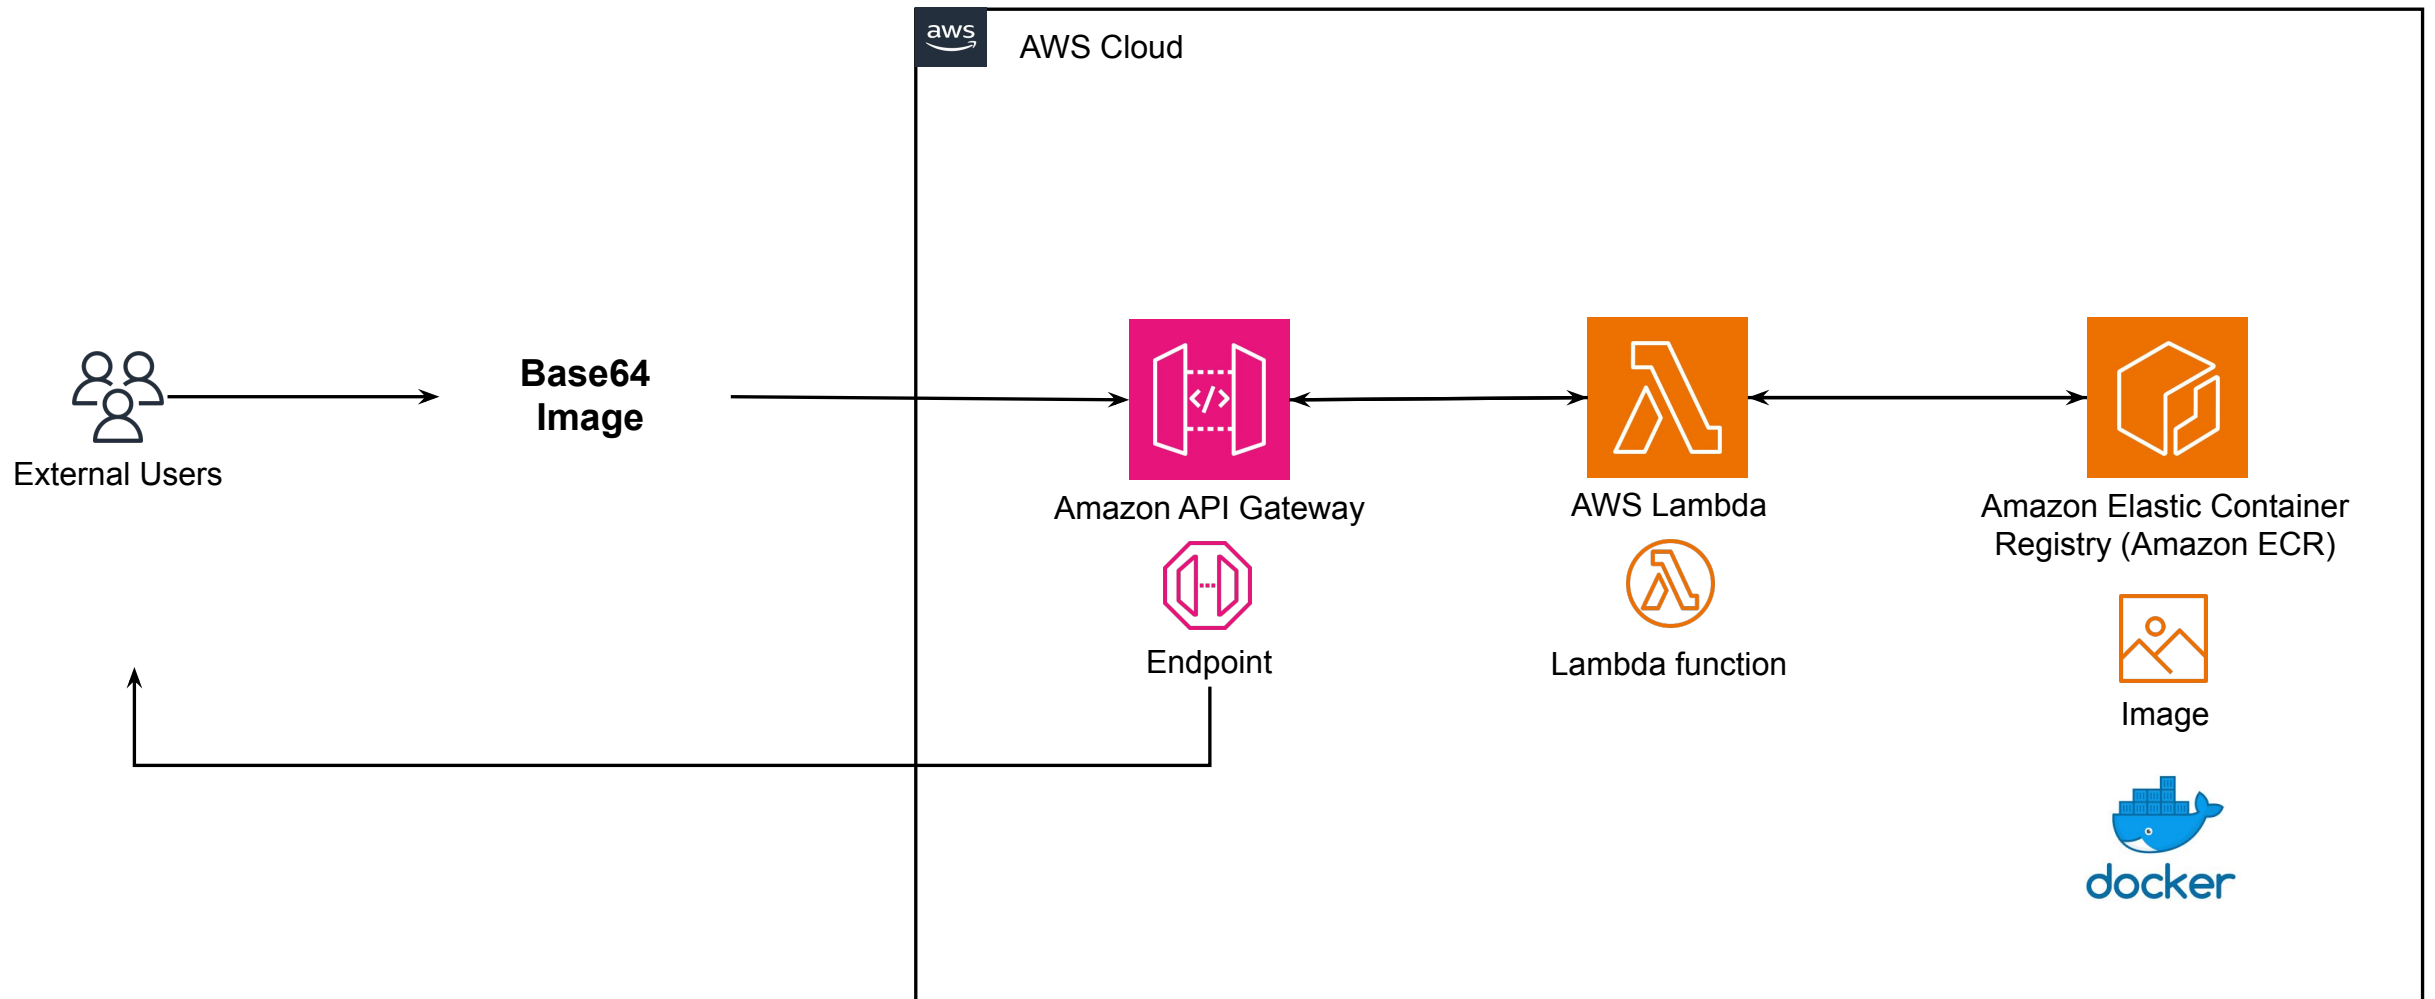 aws
AWS Cloud
Base64
Image
External Users
Amazon API Gateway
AWS Lambda
Amazon Elastic Container
Registry (Amazon ECR)
Endpoint
Lambda function
Image
docker